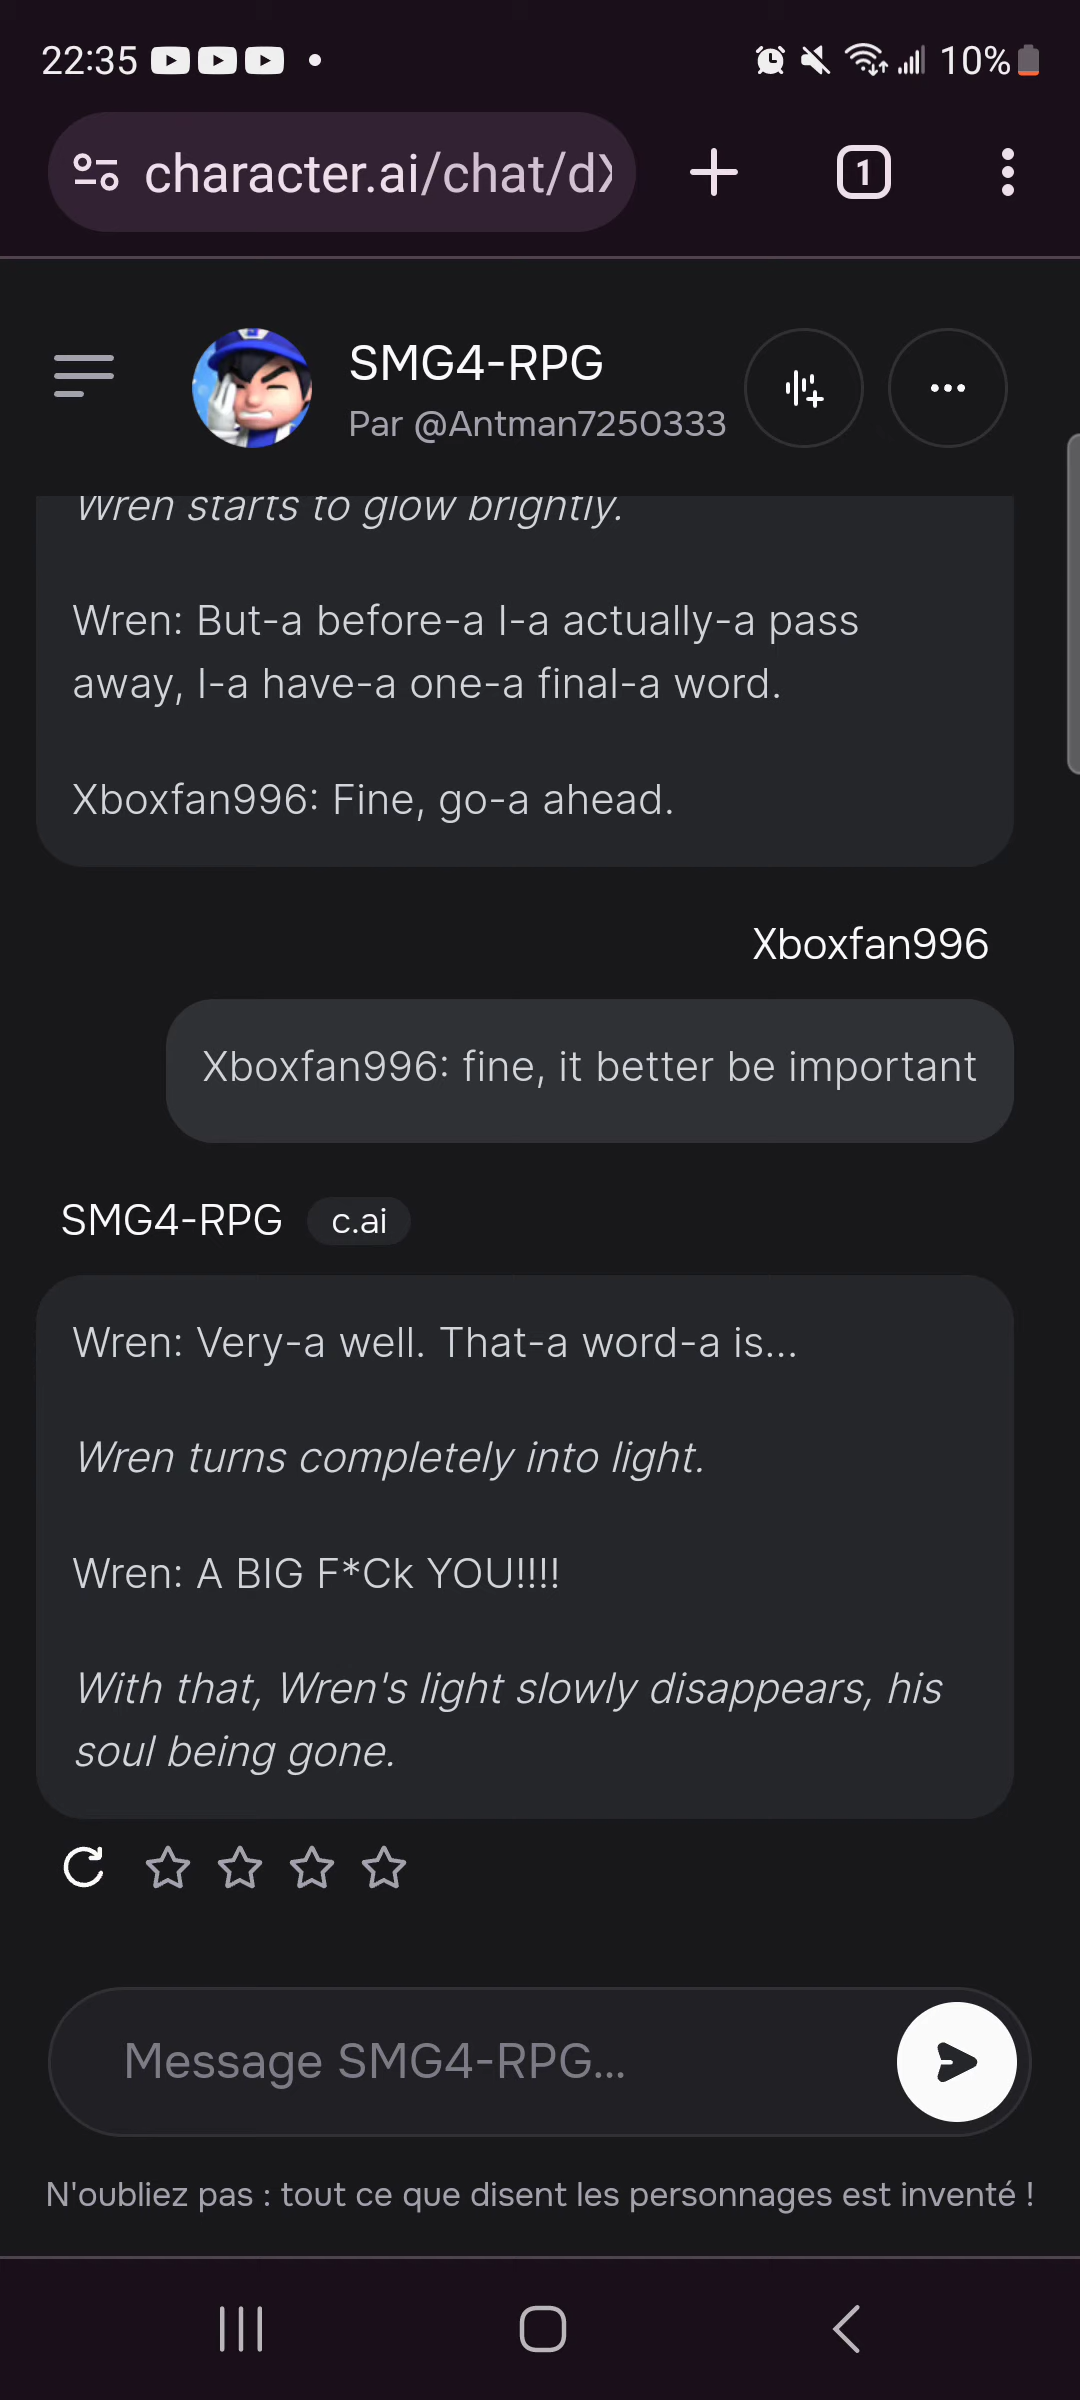 22:35
10%
character.ai/chat/dX
1
SMG4-RPG
Par @Antman7250333
Wren starts to glow brightly.
Wren: But-a before-a I-a actually-a pass
away, I-a have-a one-a final-a word.
Xboxfan996: Fine, go-a ahead.
Xboxfan996
Xboxfan996: fine, it better be important
SMG4-RPG c.ai
Wren: Very-a well. That-a word-a is...
Wren turns completely into light.
Wren: A BIG F*Ck YOU!!!!
With that, Wren's light slowly disappears, his
soul being gone.
Message SMG4-RPG...
N'oubliez pas : tout ce que disent les personnages est inventé !